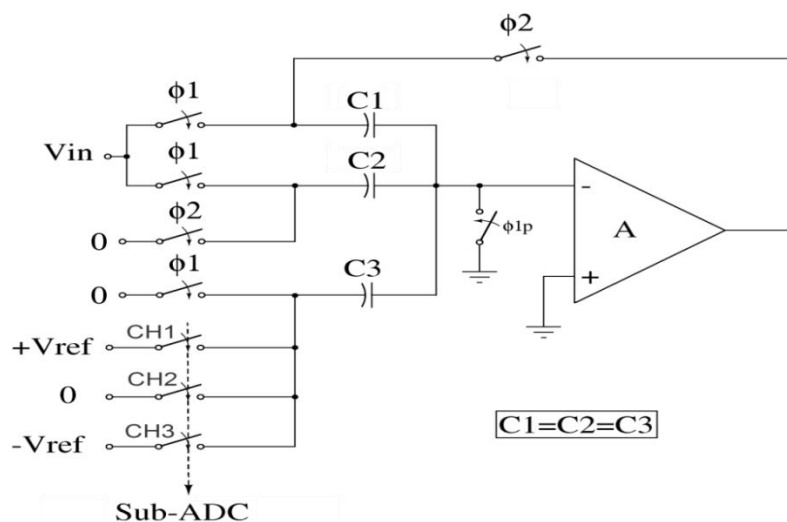 ϕ2
ϕ1
C1
Vin
ϕ1
C2
0
ϕ2
ϕ1p
A
-
+
0
ϕ1
C3
+Vref
CH1
0
CH2
-Vref
CH3
C1=C2=C3
Sub-ADC